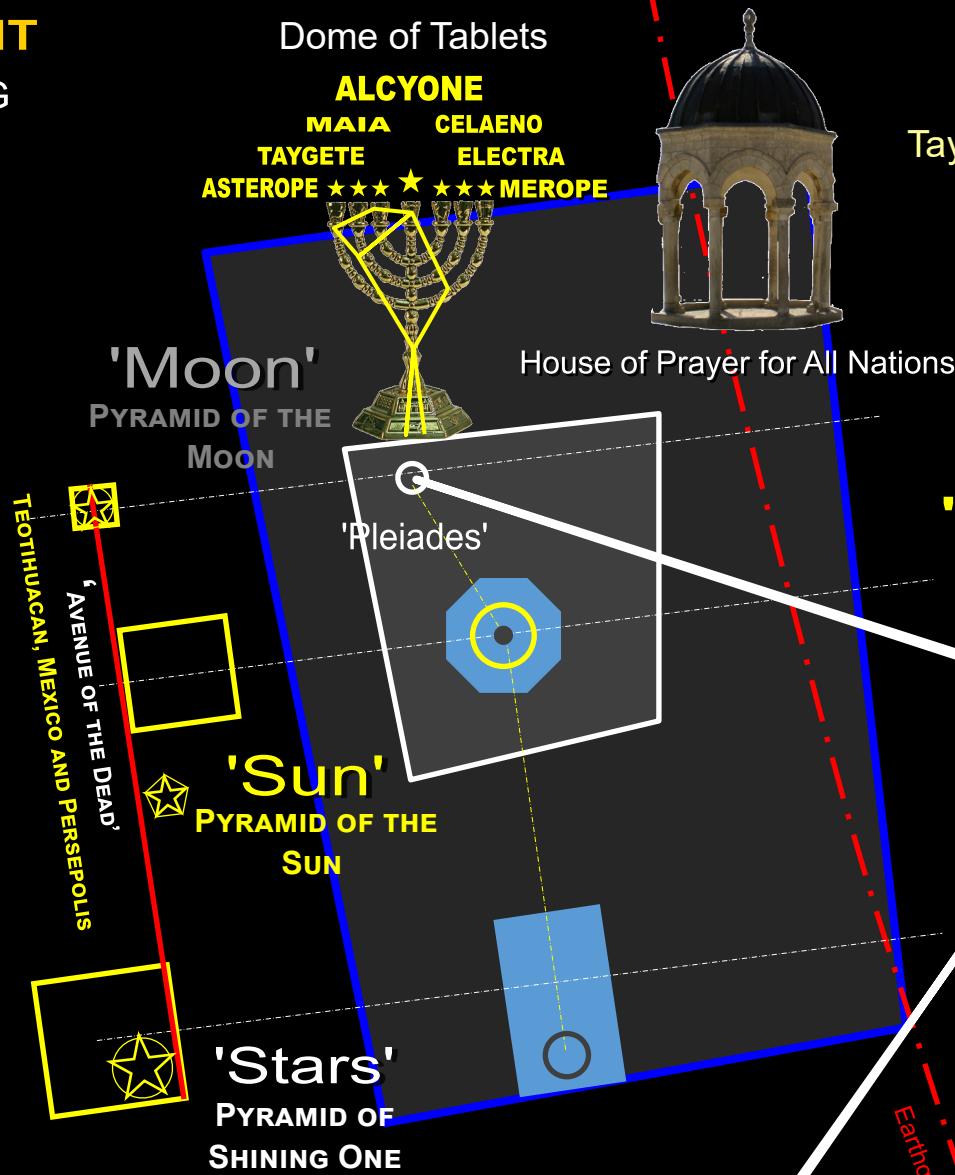 IT
G
Dome of Tablets
ALCYONE
MAIA CELAENO
TAYGETE ELECTRA
ASTEROPE MEROPE
Tay
House of Prayer for All Nations
'Moon'
PYRAMID OF THE
MOON
'
'Pleiades'
TEOTIHUACAN, MEXICO AND PERSEPOLIS
'AVENUE OF THE DEAD'
'Sun'
PYRAMID OF THE
SUN
'Stars'
PYRAMID OF
SHINING ONE
Earthq